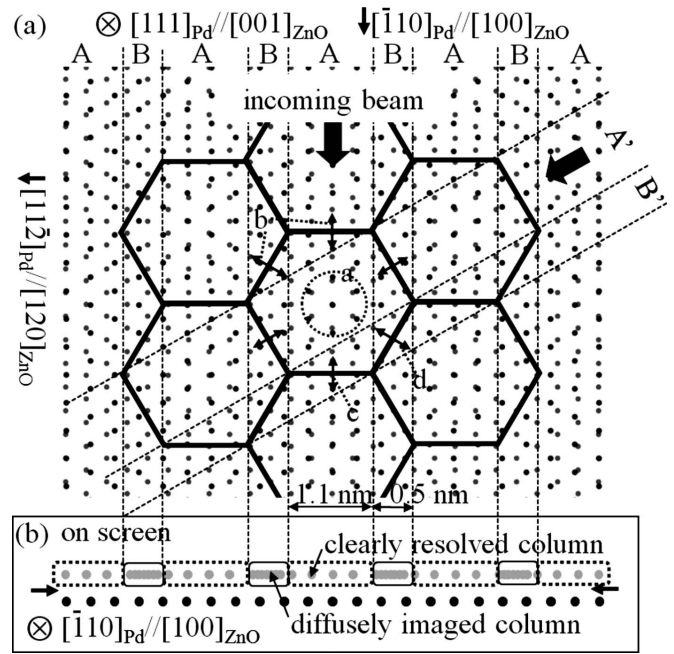 (a)
⊗ [111]Pd//[001]ZnO
[1̄10]Pd//[100]ZnO
A B A B A B A B A
incoming beam
A'
B'
[112̄]Pd//[120]ZnO
b
a
d
c
1.1 nm 0.5 nm
(b) on screen
clearly resolved column
⊗ [1̄10]Pd//[100]ZnO
diffusely imaged column